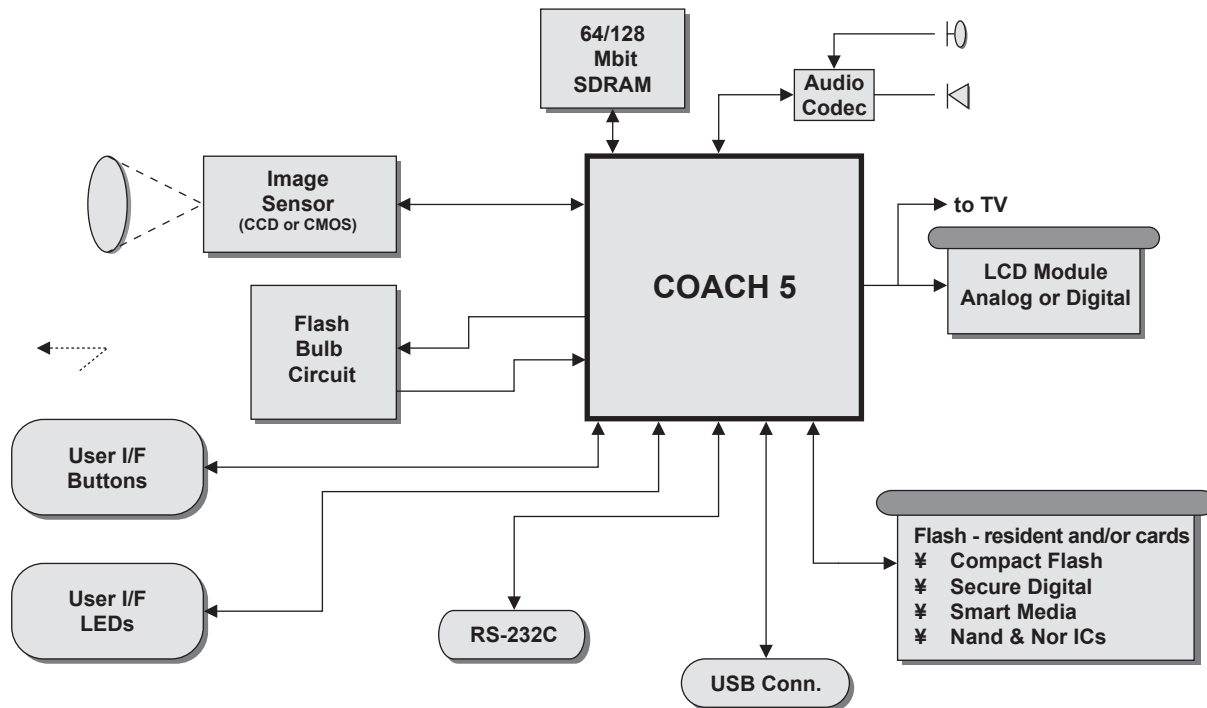 64/128
Mbit
SDRAM
Audio
Codec
Image
Sensor
(CCD or CMOS)
to TV
COACH 5
LCD Module
Analog or Digital
Flash
Bulb
Circuit
User I/F
Buttons
Flash - resident and/or cards
¥ Compact Flash
¥ Secure Digital
¥ Smart Media
¥ Nand & Nor ICs
User I/F
LEDs
RS-232C
USB Conn.